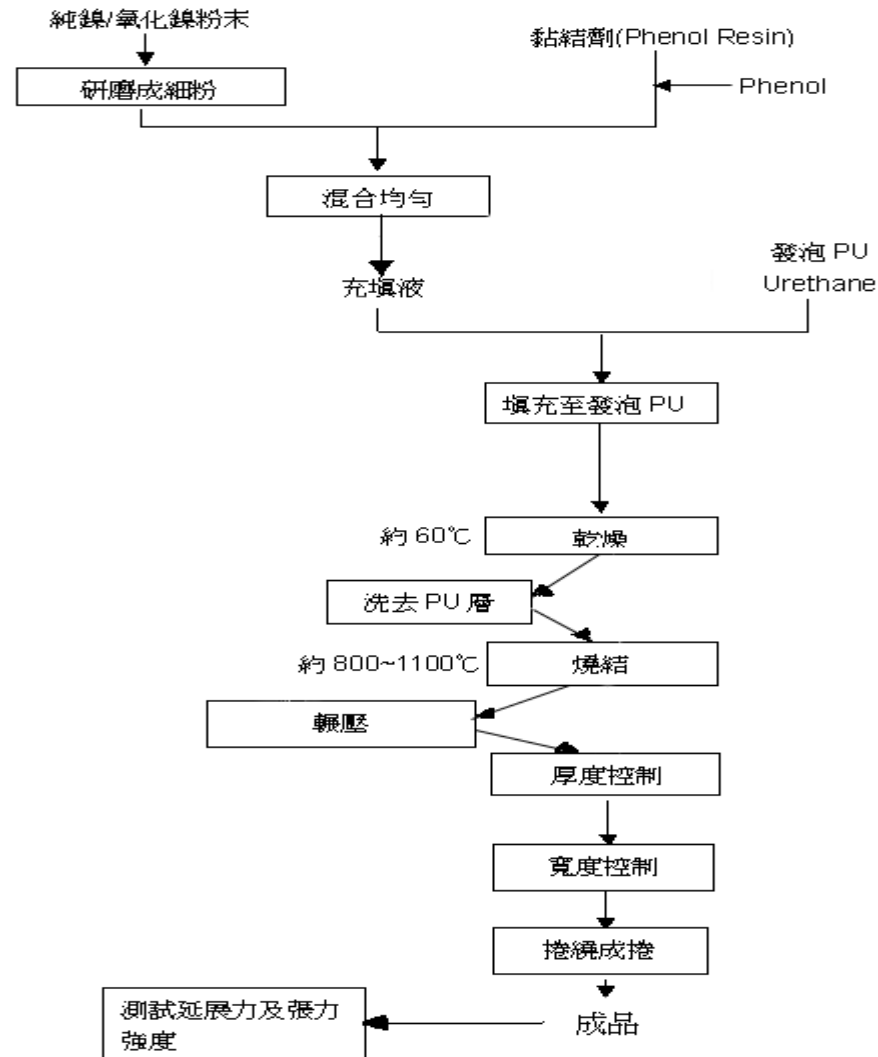 純鎳/氧化鎳粉末
黏結劑(Phenol Resin)
研磨成細粉
Phenol
混合均勻
發泡 PU
Urethane
充填液
填充至發泡 PU
約 60℃
乾燥
洗去 PU 層
約 800~1100℃
燒結
輾壓
厚度控制
寬度控制
捲繞成捲
測試延展力及張力
強度
成品